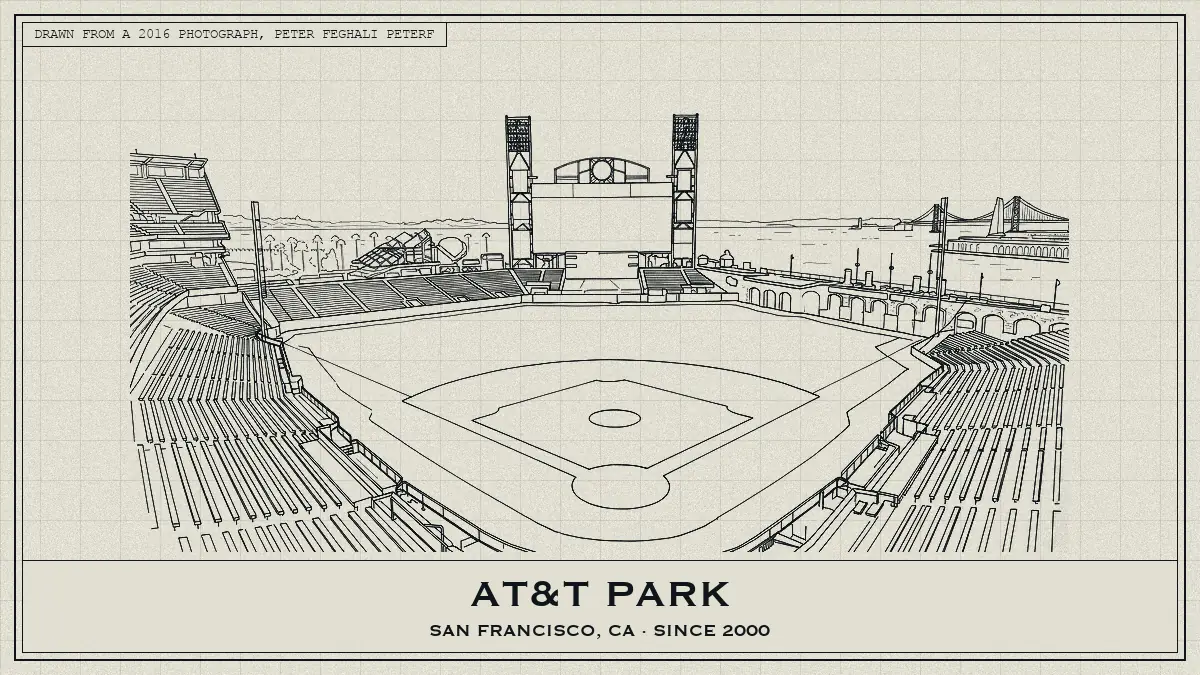 DRAWN FROM A 2016 PHOTOGRAPH, PETER FEGHALI PETERF
AT&T PARK
SAN FRANCISCO, CA · SINCE 2000